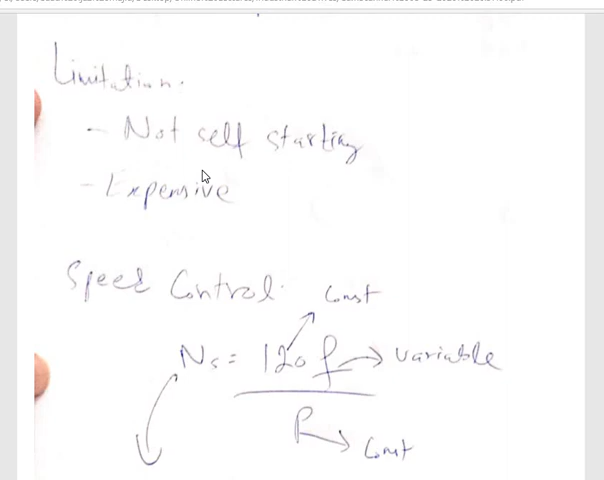 Limitation.
- Not self starting
- Expensive
Speed Control.
Const
Ns = 120 f → variable
P → Const